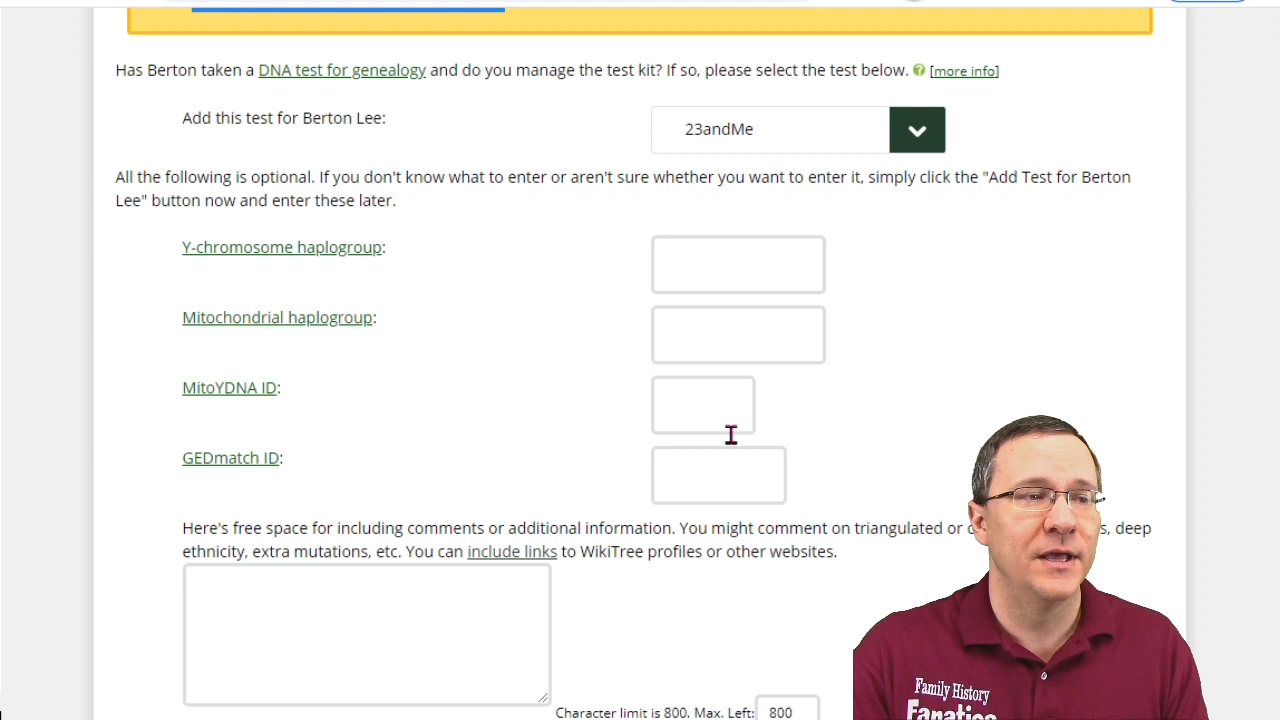 Has Berton taken a DNA test for genealogy and do you manage the test kit? If so, please select the test below. [more info]
Add this test for Berton Lee:
23andMe
All the following is optional. If you don't know what to enter or aren't sure whether you want to enter it, simply click the "Add Test for Berton
Lee" button now and enter these later.
Y-chromosome haplogroup:
Mitochondrial haplogroup:
MitoYDNA ID:
GEDmatch ID:
Here's free space for including comments or additional information. You might comment on triangulated or deep
ethnicity, extra mutations, etc. You can include links to WikiTree profiles or other websites.
Character limit is 800. Max. Left: 800
Family History
Fanatics